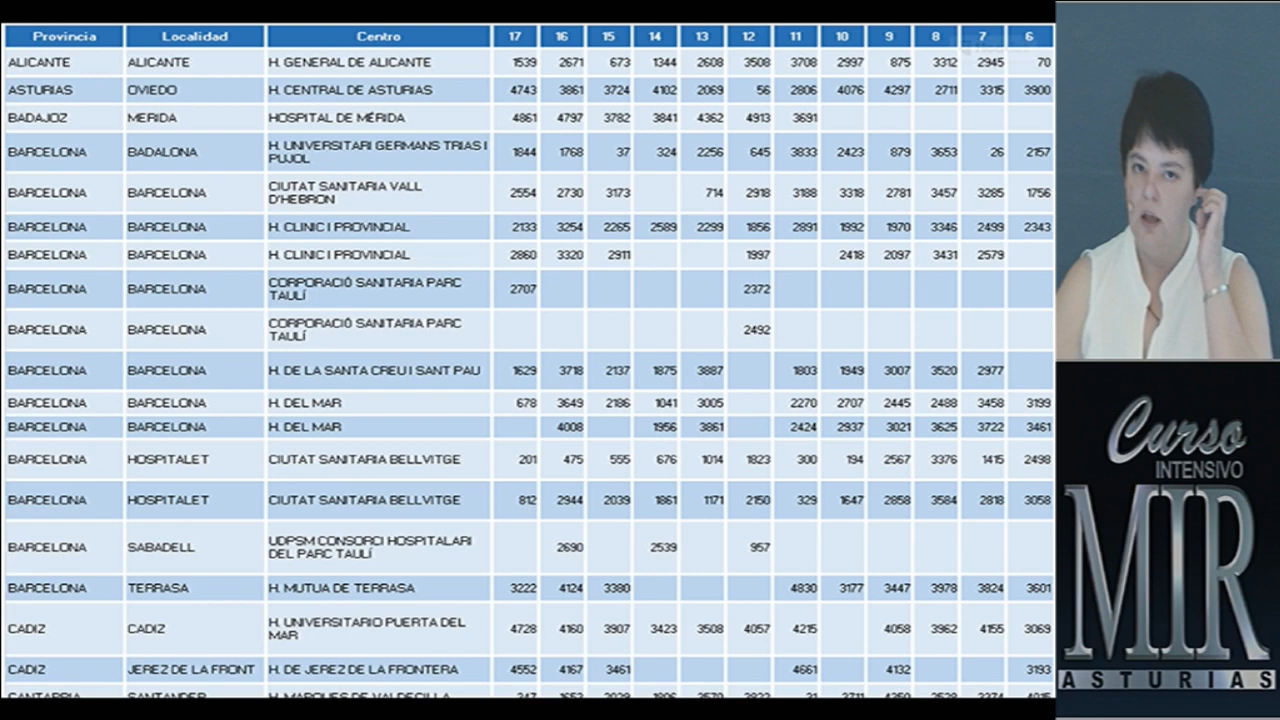 Provincia Localidad Centro 17 16 15 14 13 12 11 10 9 8 7 6
ALICANTE ALICANTE H. GENERAL DE ALICANTE 1539 2671 673 1344 2608 3508 3708 2997 875 3312 2945 70
ASTURIAS OVIEDO H. CENTRAL DE ASTURIAS 4743 3861 3724 4102 2069 56 2806 4076 4297 2711 3315 3900
BADAJOZ MERIDA HOSPITAL DE MÉRIDA 4861 4797 3782 3841 4362 4913 3691
BARCELONA BADALONA H. UNIVERSITARI GERMANS TRIAS I
PUJOL 1844 1768 37 324 2256 645 3833 2423 879 3653 26 2157
BARCELONA BARCELONA CIUTAT SANITARIA VALL
D'HEBRON 2554 2730 3173 714 2918 3188 3318 2781 3457 3285 1756
BARCELONA BARCELONA H. CLINIC I PROVINCIAL 2133 3254 2265 2589 2299 1856 2891 1992 1970 3346 2499 2343
BARCELONA BARCELONA H. CLINIC I PROVINCIAL 2860 3320 2911 1997 2418 2097 3431 2579
BARCELONA BARCELONA CORPORACIÓ SANITARIA PARC
TAULÍ 2707 2372
BARCELONA BARCELONA CORPORACIÓ SANITARIA PARC
TAULÍ 2492
BARCELONA BARCELONA H. DE LA SANTA CREU I SANT PAU 1629 3718 2137 1875 3887 1803 1949 3007 3520 2977
BARCELONA BARCELONA H. DEL MAR 678 3649 2186 1041 3005 2270 2707 2445 2488 3458 3199
BARCELONA BARCELONA H. DEL MAR 4008 1956 3861 2424 2937 3021 3625 3722 3461
BARCELONA HOSPITALET CIUTAT SANITARIA BELLVITGE 201 475 555 676 1014 1823 300 194 2567 3376 1415 2498
BARCELONA HOSPITALET CIUTAT SANITARIA BELLVITGE 812 2944 2039 1861 1171 2150 329 1647 2858 3584 2818 3058
BARCELONA SABADELL UDPSM CONSORCI HOSPITALARI
DEL PARC TAULÍ 2690 2539 957
BARCELONA TERRASA H. MUTUA DE TERRASA 3222 4124 3380 4830 3177 3447 3978 3824 3601
CADIZ CADIZ H. UNIVERSITARIO PUERTA DEL
MAR 4728 4160 3907 3423 3508 4057 4215 4058 3962 4155 3069
CADIZ JEREZ DE LA FRONT H. DE JEREZ DE LA FRONTERA 4552 4167 3461 4661 4132 3193
CANTABRIA SANTANDER H. MARQUES DE VALDECILLA
Curso
INTENSIVO
MIR
ASTURIAS